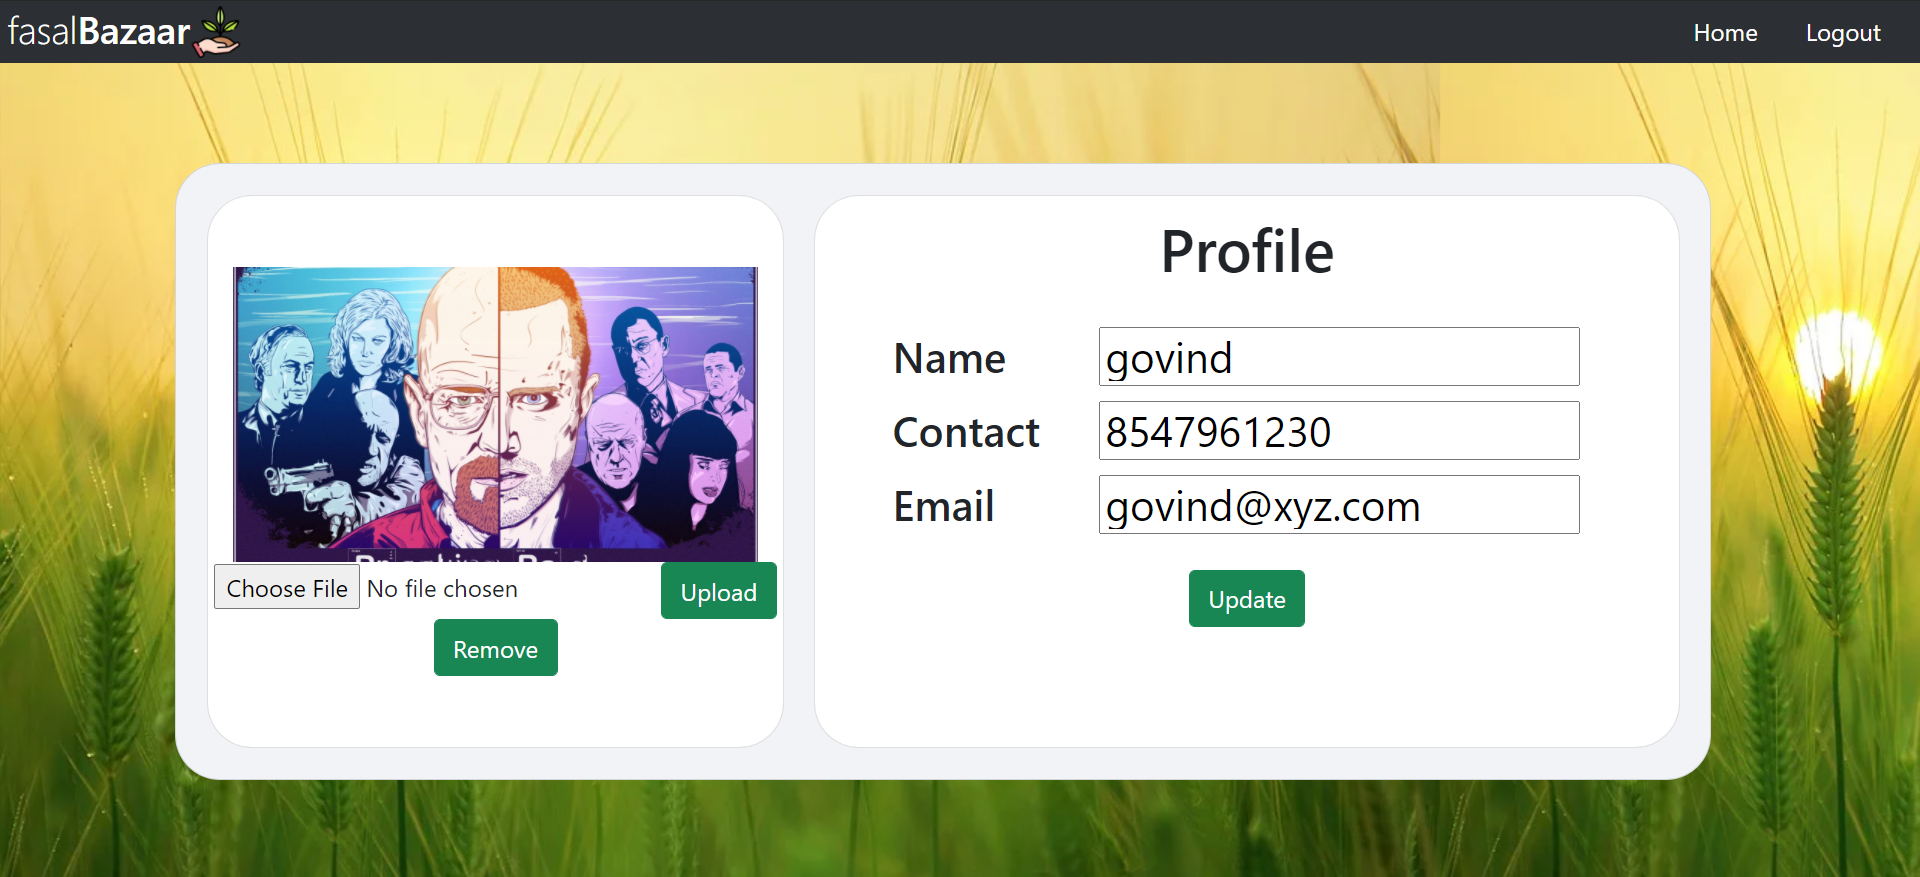 fasalBazaar
Home Logout
Choose File No file chosen
Upload
Remove
Profile
Name govind
Contact 8547961230
Email govind@xyz.com
Update